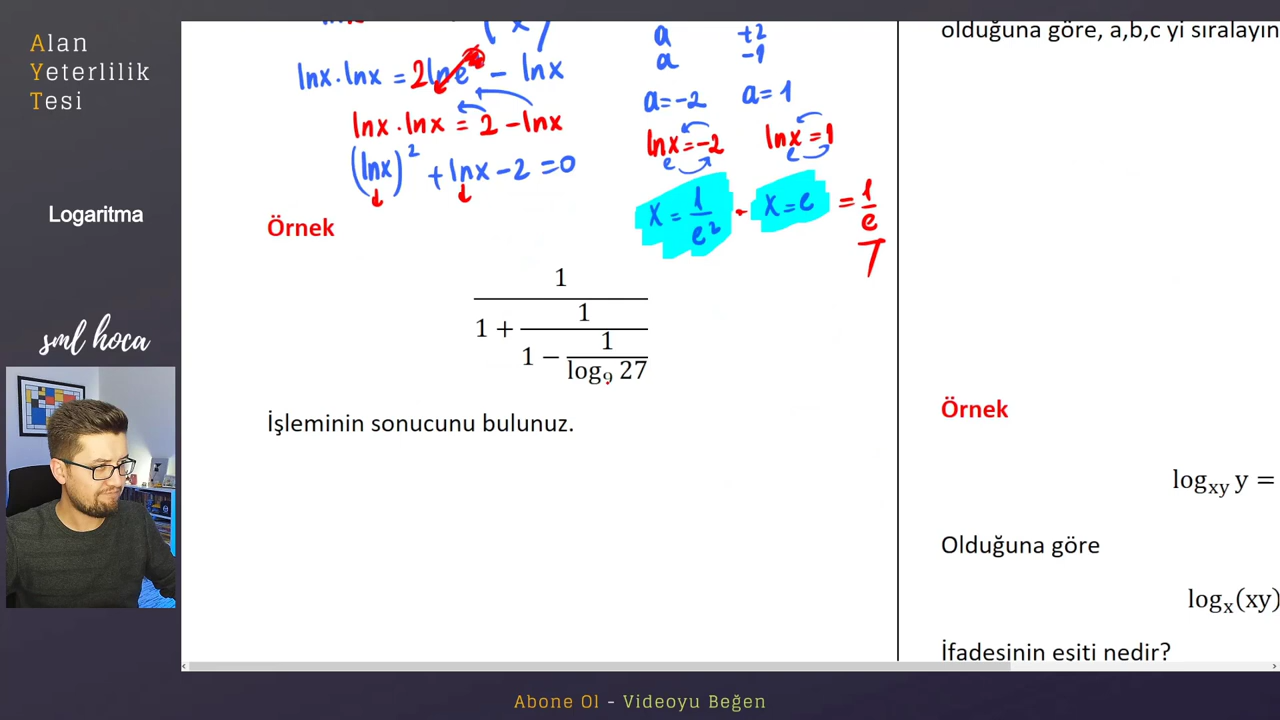 Alan
Yeterlilik
Tesi
Logaritma
sml hoca
lnx·lnx = 2lne - lnx
lnx·lnx = 2 - lnx
(lnx)² + lnx - 2 = 0
a +2
a -1
a = -2 a = 1
lnx = -2 lnx = 1
e e
x = 1/e² · x = e = 1/e
Örnek
1
1 + 1
1 − 1
log₉ 27
İşleminin sonucunu bulunuz.
olduğuna göre, a,b,c yi sıralayın
Örnek
logxy y =
Olduğuna göre
logx(xy)
İfadesinin eşiti nedir?
Abone Ol - Videoyu Beğen